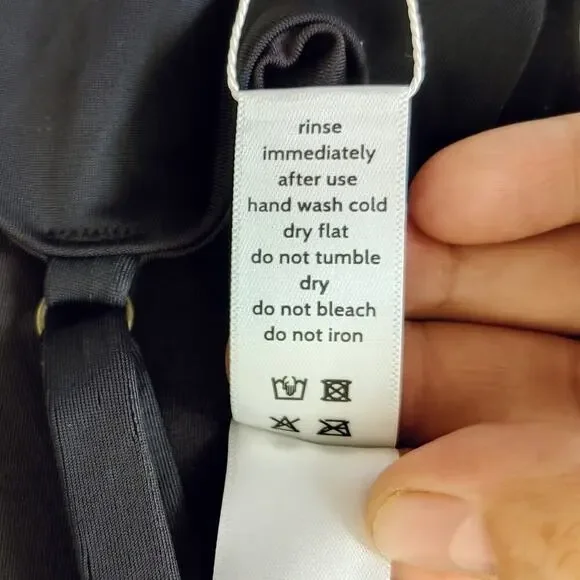 rinse
immediately
after use
hand wash cold
dry flat
do not tumble
dry
do not bleach
do not iron